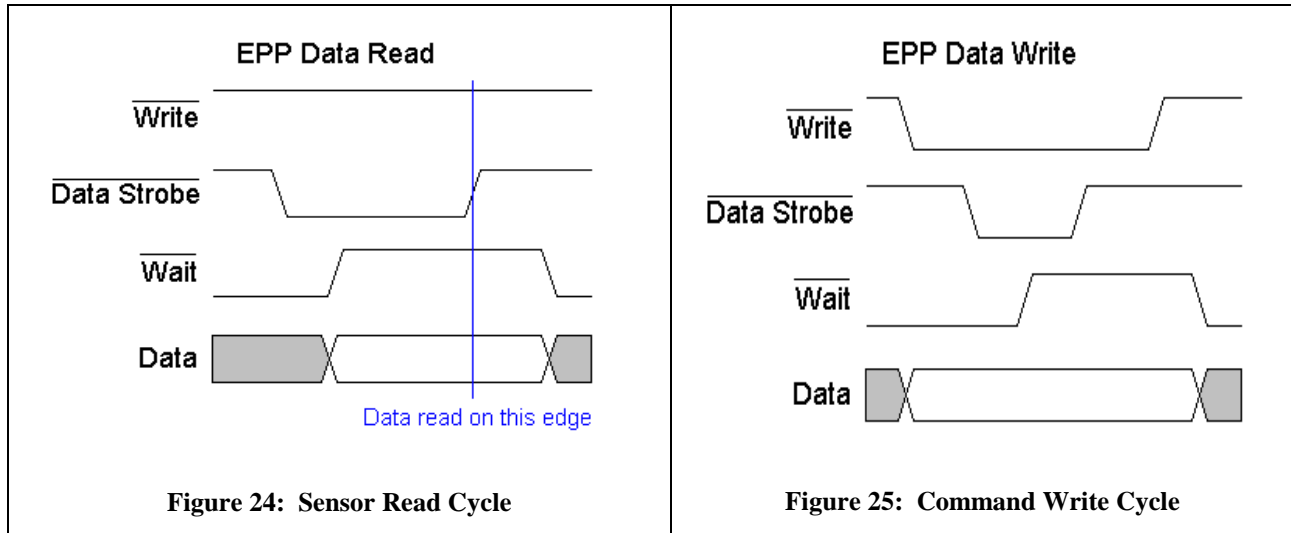 EPP Data Read
Write
Data Strobe
Wait
Data
Data read on this edge
Figure 24: Sensor Read Cycle
EPP Data Write
Write
Data Strobe
Wait
Data
Figure 25: Command Write Cycle